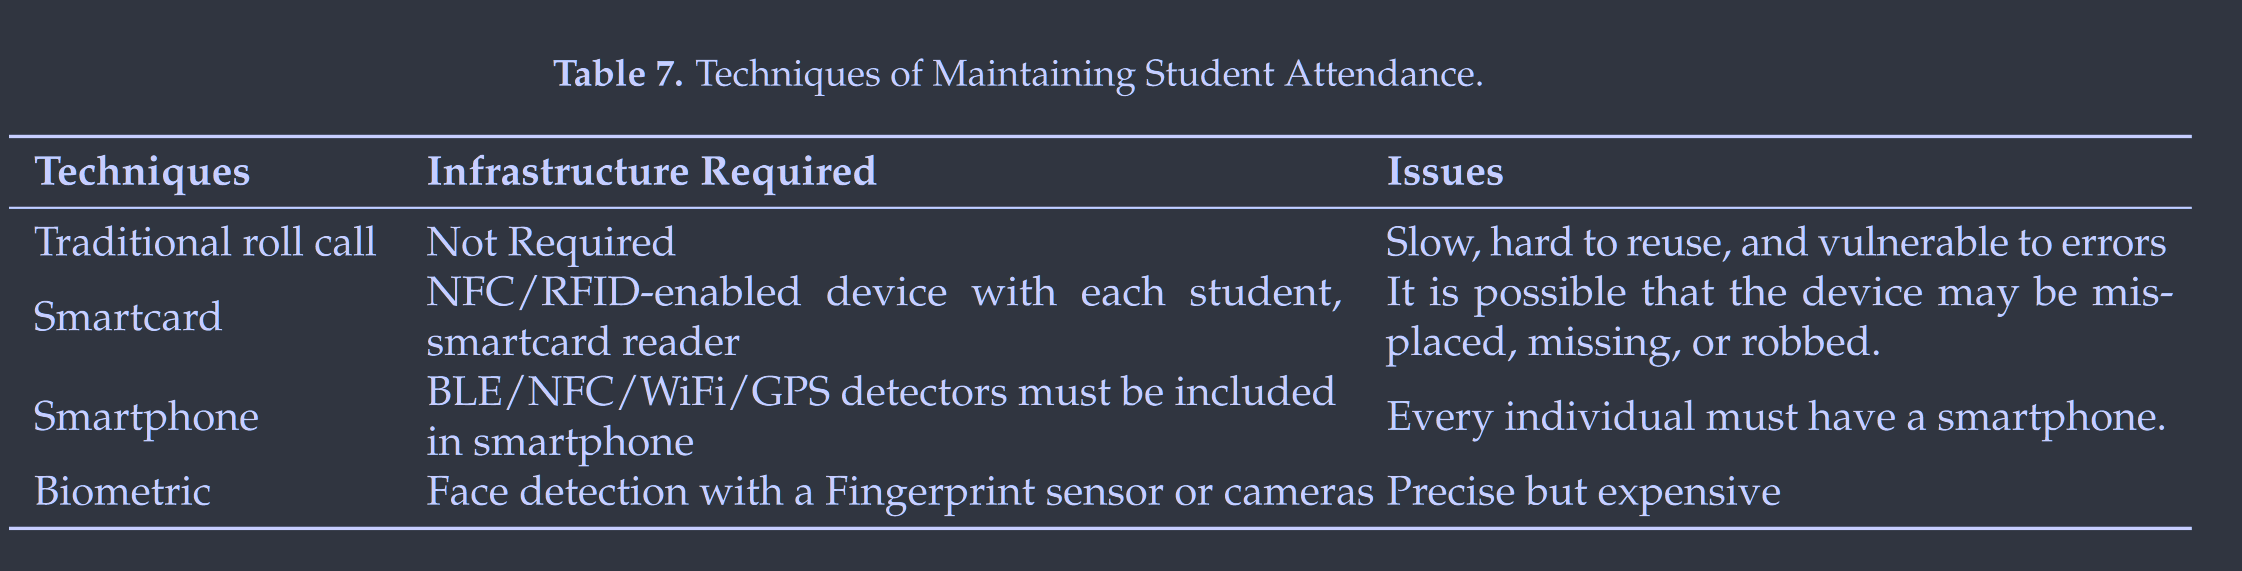 Table 7. Techniques of Maintaining Student Attendance.
Techniques Infrastructure Required Issues
Traditional roll call Not Required Slow, hard to reuse, and vulnerable to errors
Smartcard NFC/RFID-enabled device with each student, It is possible that the device may be mis-
smartcard reader placed, missing, or robbed.
Smartphone BLE/NFC/WiFi/GPS detectors must be included Every individual must have a smartphone.
in smartphone
Biometric Face detection with a Fingerprint sensor or cameras Precise but expensive